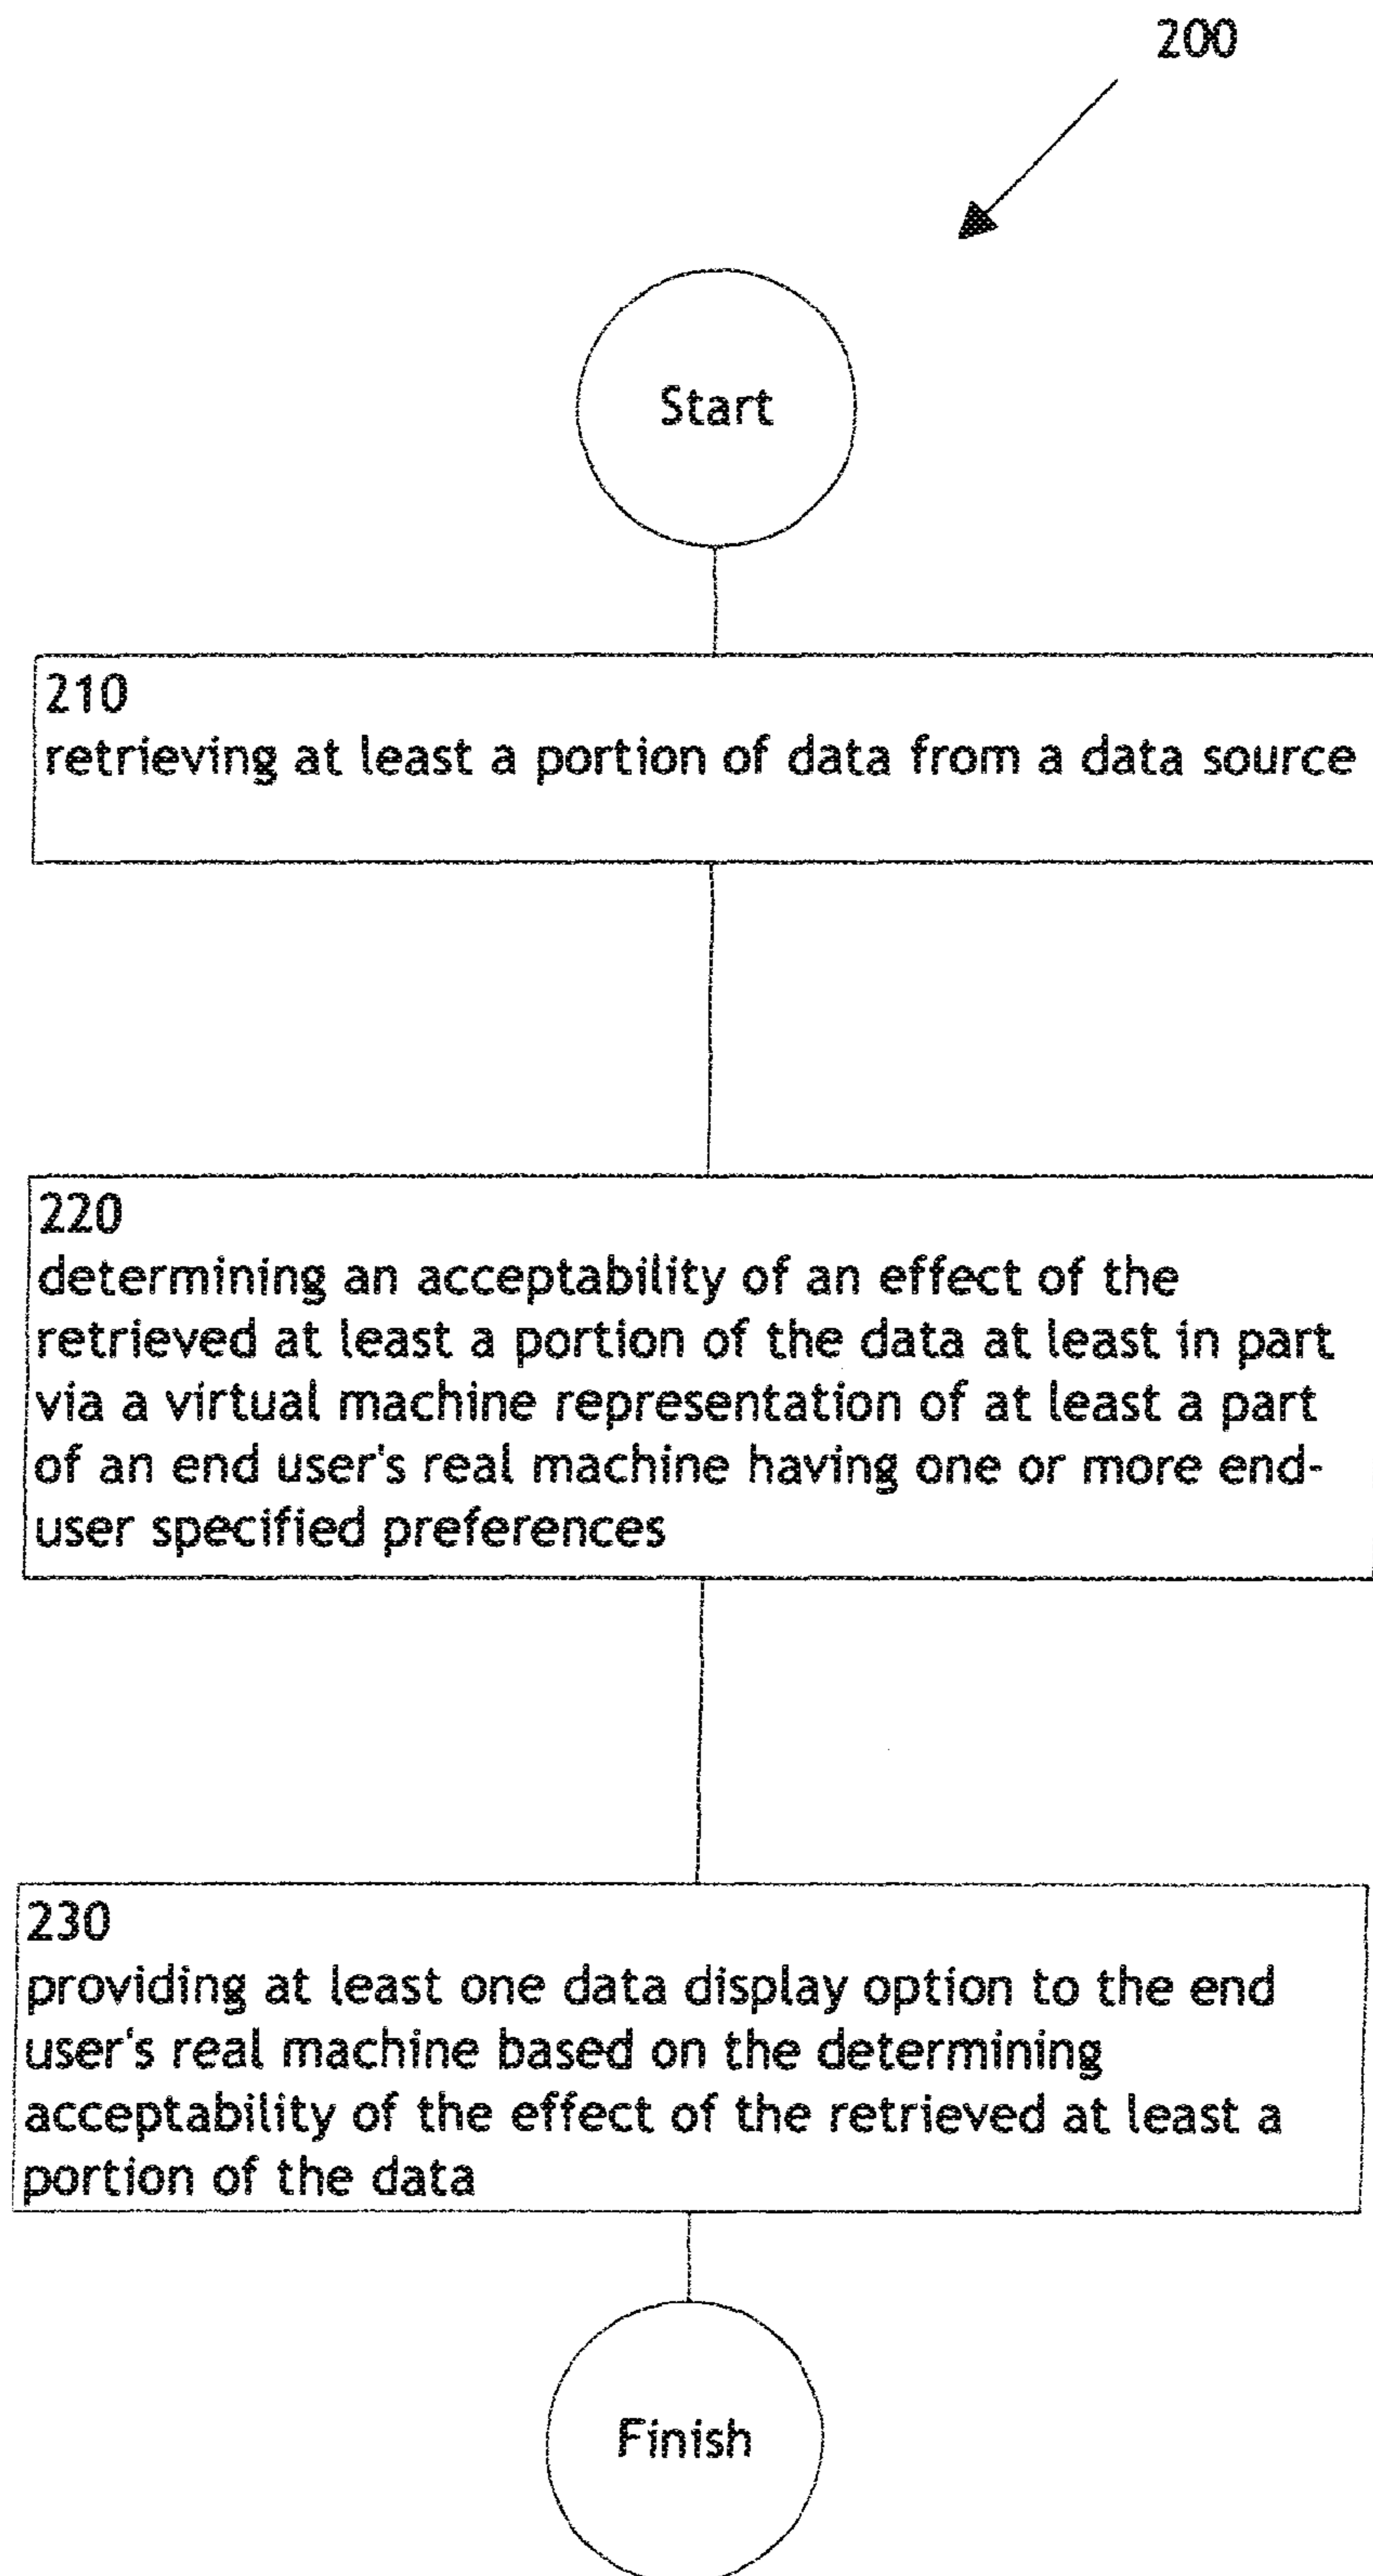 200
Start
210
retrieving at least a portion of data from a data source
220
determining an acceptability of an effect of the
retrieved at least a portion of the data at least in part
via a virtual machine representation of at least a part
of an end user's real machine having one or more end-
user specified preferences
230
providing at least one data display option to the end
user's real machine based on the determining
acceptability of the effect of the retrieved at least a
portion of the data
Finish